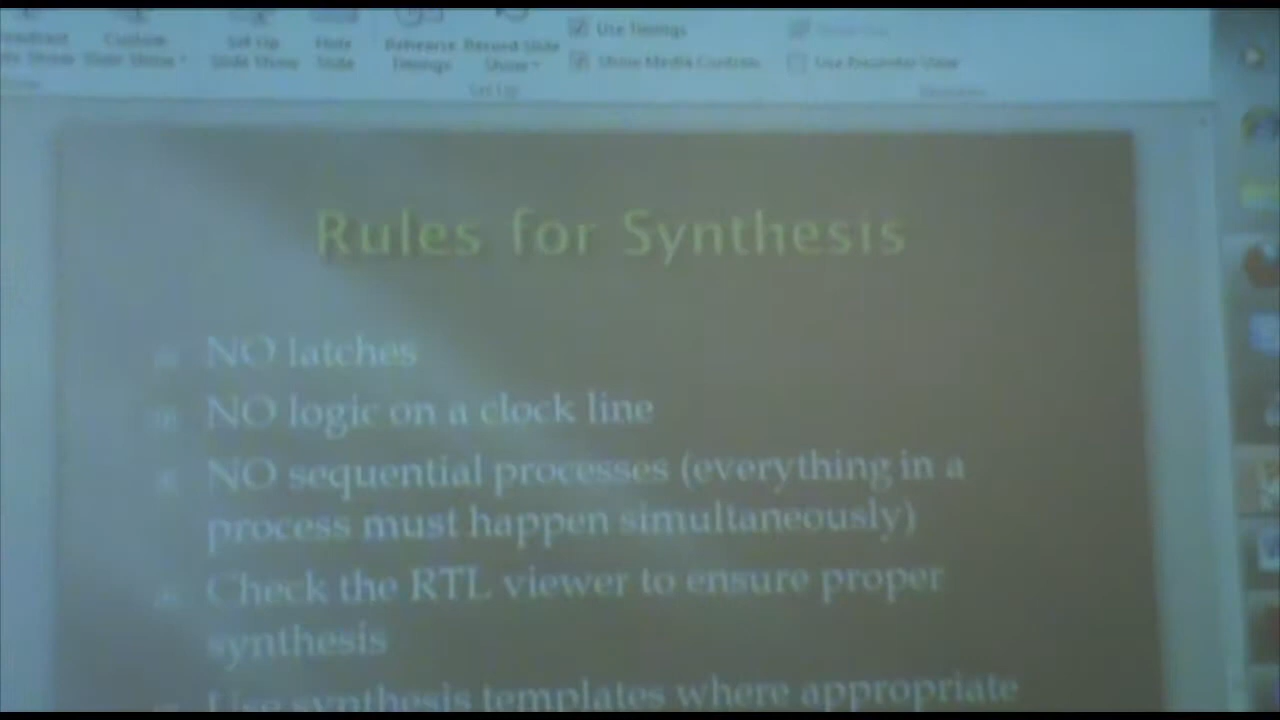 Custom
Set Up
Hide
Rehearse Record Slide
Use Timings
Slide Show
Slide Show
Slide
Timings
Show
Show Media Controls
Use Presenter View
Set Up
Rules for Synthesis
NO latches
NO logic on a clock line
NO sequential processes (everything in a
process must happen simultaneously)
Check the RTL viewer to ensure proper
synthesis
Use synthesis templates where appropriate